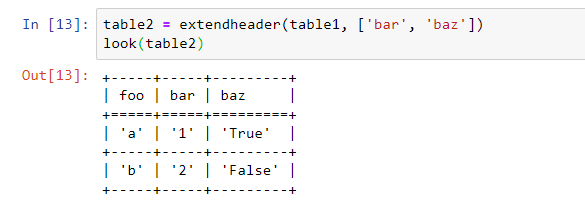 In [13]: table2 = extendheader(table1, ['bar', 'baz'])
look(table2)
Out[13]: +-----+-----+---------+
| foo | bar | baz     |
+=====+=====+=========+
| 'a' | '1' | 'True'  |
+-----+-----+---------+
| 'b' | '2' | 'False' |
+-----+-----+---------+